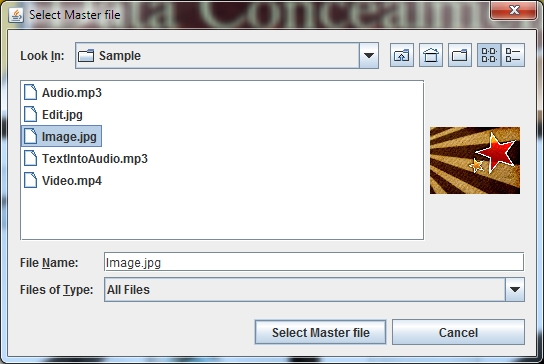 Select Master file
Look In: Sample
Audio.mp3
Edit.jpg
Image.jpg
TextIntoAudio.mp3
Video.mp4
File Name: Image.jpg
Files of Type: All Files
Select Master file Cancel